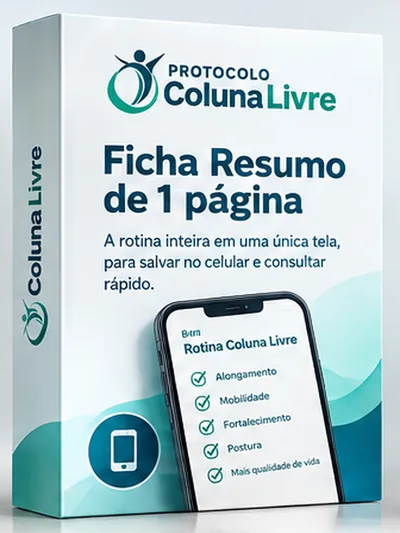 PROTOCOLO
Coluna Livre
Ficha Resumo
de 1 página
A rotina inteira em uma única tela,
para salvar no celular e consultar
rápido.
Coluna Livre
Rotina Coluna Livre
Alongamento
Mobilidade
Fortalecimento
Postura
Mais qualidade de vida